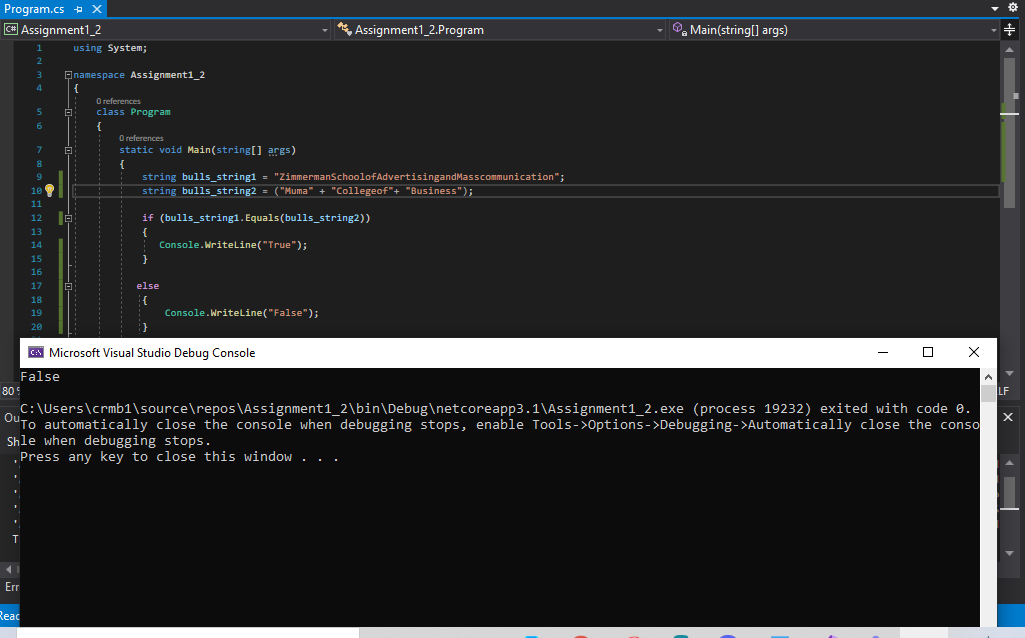 Program.cs
C# Assignment1_2 Assignment1_2.Program Main(string[] args)
1 using System;
2
3 namespace Assignment1_2
4 {
0 references
5 class Program
6 {
0 references
7 static void Main(string[] args)
8 {
9 string bulls_string1 = "ZimmermanSchoolofAdvertisingandMasscommunication";
10 string bulls_string2 = ("Muma" + "Collegeof"+ "Business");
11
12 if (bulls_string1.Equals(bulls_string2))
13 {
14 Console.WriteLine("True");
15 }
16
17 else
18 {
19 Console.WriteLine("False");
20 }
C:\ Microsoft Visual Studio Debug Console
False
80 %
LF
C:\Users\crmb1\source\repos\Assignment1_2\bin\Debug\netcoreapp3.1\Assignment1_2.exe (process 19232) exited with code 0.
To automatically close the console when debugging stops, enable Tools->Options->Debugging->Automatically close the conso
le when debugging stops.
Press any key to close this window . . .
Ou
Sh
T
Err
Read